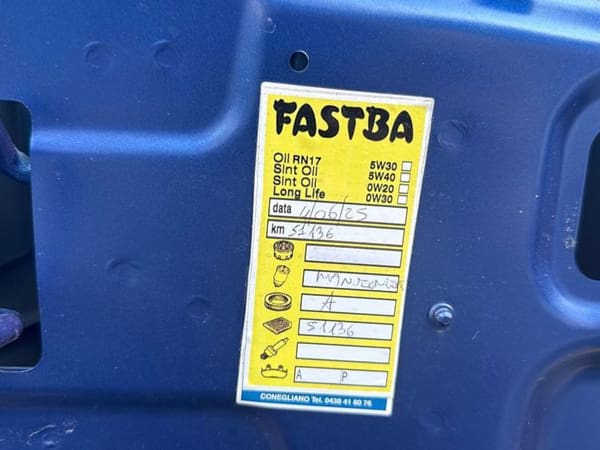 FASTBA
Oil RN17 5W30
Sint Oil 5W40
Sint Oil 0W20
Long Life 0W30
data 4/06/25
km 51136
A
51136
A P
CONEGLIANO Tel. 0438 41 80 76